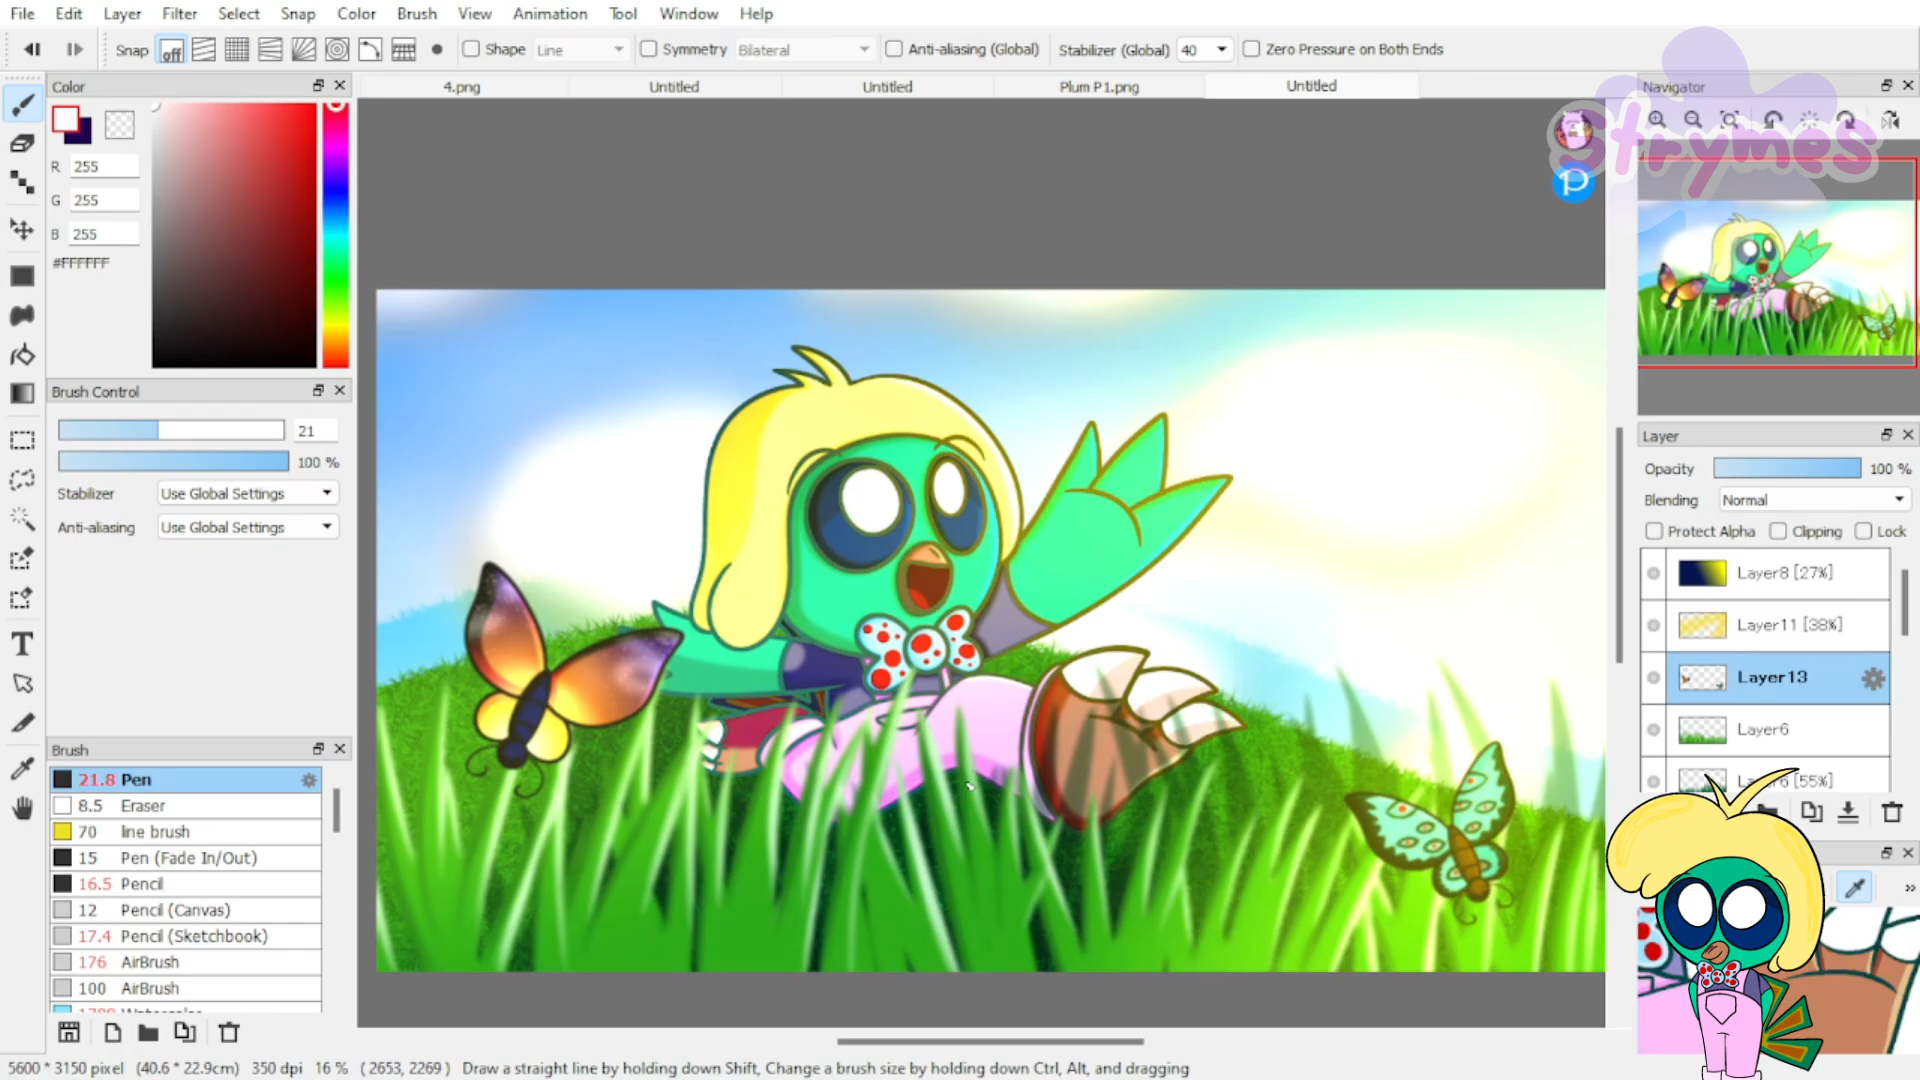 File Edit Layer Filter Select Snap Color Brush View Animation Tool Window Help
Snap off Shape Line Symmetry Bilateral Anti-aliasing (Global) Stabilizer (Global) 40 Zero Pressure on Both Ends
Color
4.png Untitled Untitled Plum P1.png Untitled
Navigator
Strymes
R 255
G 255
B 255
#FFFFFF
P
Brush Control
21
100 %
Stabilizer Use Global Settings
Anti-aliasing Use Global Settings
Layer
Opacity 100 %
Blending Normal
Protect Alpha Clipping Lock
Layer8 [27%]
Layer11 [38%]
Layer13
Layer6
[55%]
Brush
21.8 Pen
8.5 Eraser
70 line brush
15 Pen (Fade In/Out)
16.5 Pencil
12 Pencil (Canvas)
17.4 Pencil (Sketchbook)
176 AirBrush
100 AirBrush
T
5600 * 3150 pixel (40.6 * 22.9cm) 350 dpi 16 % ( 2653, 2269 ) Draw a straight line by holding down Shift, Change a brush size by holding down Ctrl, Alt, and dragging